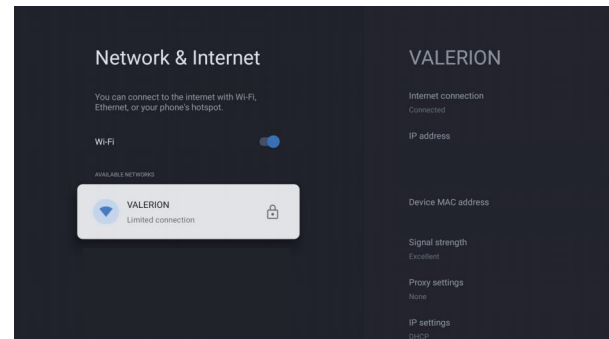 Network & Internet
You can connect to the internet with Wi-Fi,
Ethernet, or your phone's hotspot.
Wi-Fi
AVAILABLE NETWORKS
VALERION
Limited connection
VALERION
Internet connection
Connected
IP address
Device MAC address
Signal strength
Excellent
Proxy settings
None
IP settings
DHCP